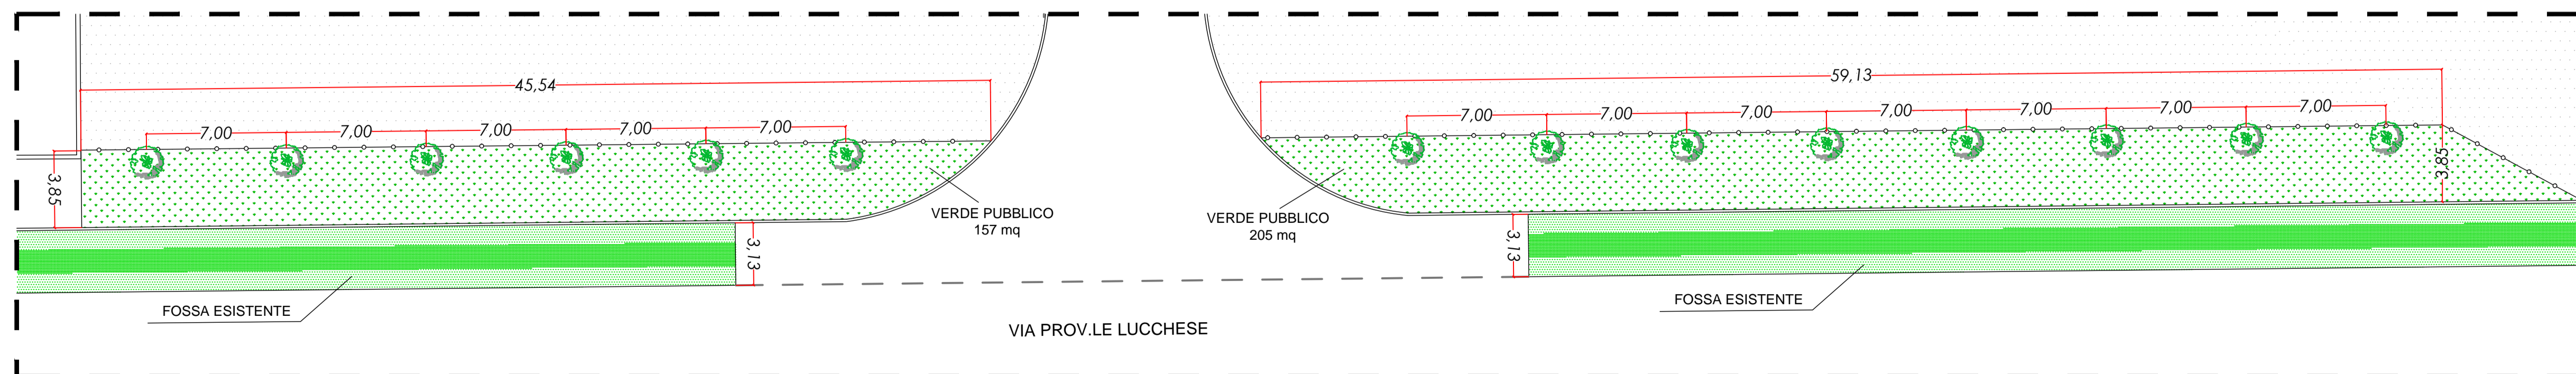 45,54
59,13
7,00
7,00
7,00
7,00
7,00
7,00
7,00
7,00
7,00
7,00
7,00
7,00
3,85
3,85
VERDE PUBBLICO
157 mq
VERDE PUBBLICO
205 mq
3,13
3,13
FOSSA ESISTENTE
FOSSA ESISTENTE
VIA PROV.LE LUCCHESE